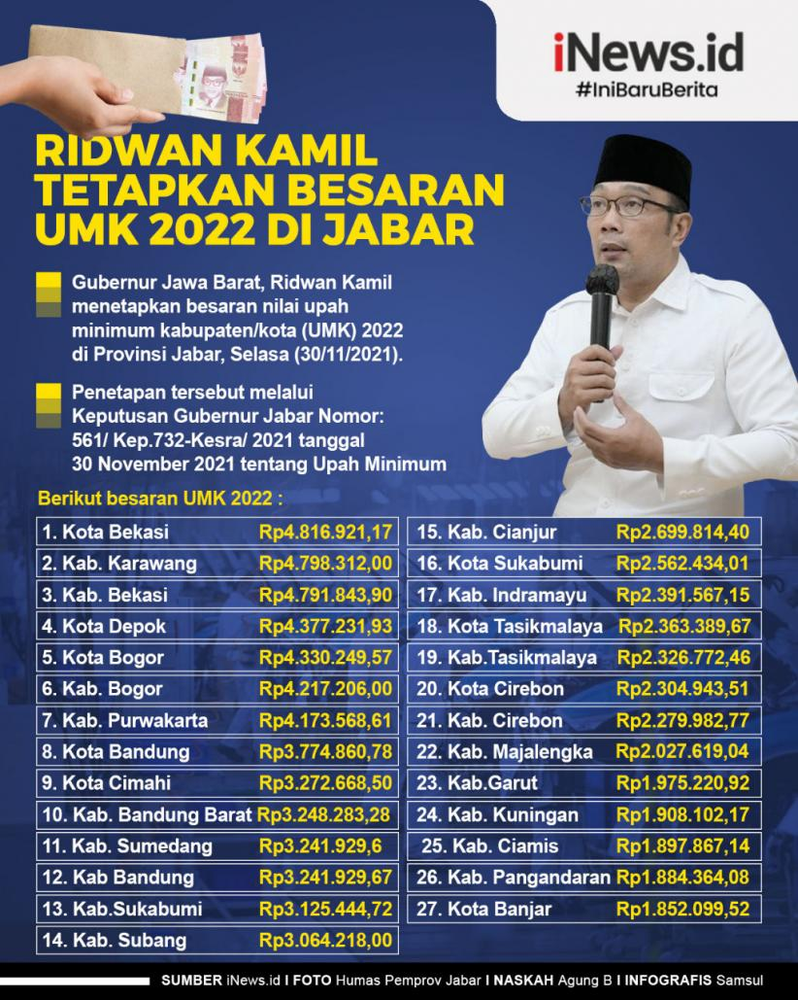 iNews.id
#IniBaruBerita
RIDWAN KAMIL
TETAPKAN BESARAN
UMK 2022 DI JABAR
Gubernur Jawa Barat, Ridwan Kamil
menetapkan besaran nilai upah
minimum kabupaten/kota (UMK) 2022
di Provinsi Jabar, Selasa (30/11/2021).
Penetapan tersebut melalui
Keputusan Gubernur Jabar Nomor:
561/ Kep.732-Kesra/ 2021 tanggal
30 November 2021 tentang Upah Minimum
Berikut besaran UMK 2022 :
1. Kota Bekasi Rp4.816.921,17
2. Kab. Karawang Rp4.798.312,00
3. Kab. Bekasi Rp4.791.843,90
4. Kota Depok Rp4.377.231,93
5. Kota Bogor Rp4.330.249,57
6. Kab. Bogor Rp4.217.206,00
7. Kab. Purwakarta Rp4.173.568,61
8. Kota Bandung Rp3.774.860,78
9. Kota Cimahi Rp3.272.668,50
10. Kab. Bandung Barat Rp3.248.283,28
11. Kab. Sumedang Rp3.241.929,6
12. Kab Bandung Rp3.241.929,67
13. Kab.Sukabumi Rp3.125.444,72
14. Kab. Subang Rp3.064.218,00
15. Kab. Cianjur Rp2.699.814,40
16. Kota Sukabumi Rp2.562.434,01
17. Kab. Indramayu Rp2.391.567,15
18. Kota Tasikmalaya Rp2.363.389,67
19. Kab.Tasikmalaya Rp2.326.772,46
20. Kota Cirebon Rp2.304.943,51
21. Kab. Cirebon Rp2.279.982,77
22. Kab. Majalengka Rp2.027.619,04
23. Kab.Garut Rp1.975.220,92
24. Kab. Kuningan Rp1.908.102,17
25. Kab. Ciamis Rp1.897.867,14
26. Kab. Pangandaran Rp1.884.364,08
27. Kota Banjar Rp1.852.099,52
SUMBER iNews.id I FOTO Humas Pemprov Jabar I NASKAH Agung B I INFOGRAFIS Samsul